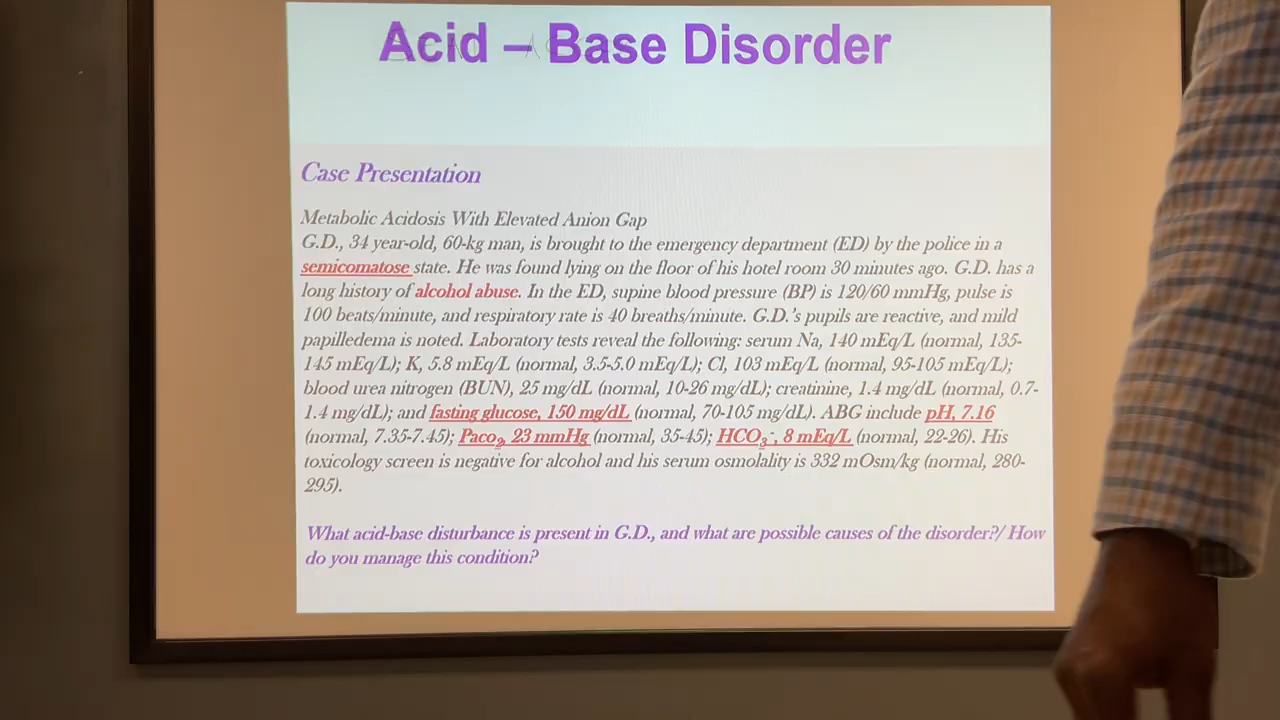 Acid – Base Disorder
Case Presentation
Metabolic Acidosis With Elevated Anion Gap
G.D., 34 year-old, 60-kg man, is brought to the emergency department (ED) by the police in a
semicomatose state. He was found lying on the floor of his hotel room 30 minutes ago. G.D. has a
long history of alcohol abuse. In the ED, supine blood pressure (BP) is 120/60 mmHg, pulse is
100 beats/minute, and respiratory rate is 40 breaths/minute. G.D.'s pupils are reactive, and mild
papilledema is noted. Laboratory tests reveal the following: serum Na, 140 mEq/L (normal, 135-
145 mEq/L); K, 5.8 mEq/L (normal, 3.5-5.0 mEq/L); Cl, 103 mEq/L (normal, 95-105 mEq/L);
blood urea nitrogen (BUN), 25 mg/dL (normal, 10-26 mg/dL); creatinine, 1.4 mg/dL (normal, 0.7-
1.4 mg/dL); and fasting glucose, 150 mg/dL (normal, 70-105 mg/dL). ABG include pH, 7.16
(normal, 7.35-7.45); Paco₂, 23 mmHg (normal, 35-45); HCO₃⁻, 8 mEq/L (normal, 22-26). His
toxicology screen is negative for alcohol and his serum osmolality is 332 mOsm/kg (normal, 280-
295).
What acid-base disturbance is present in G.D., and what are possible causes of the disorder?/ How
do you manage this condition?